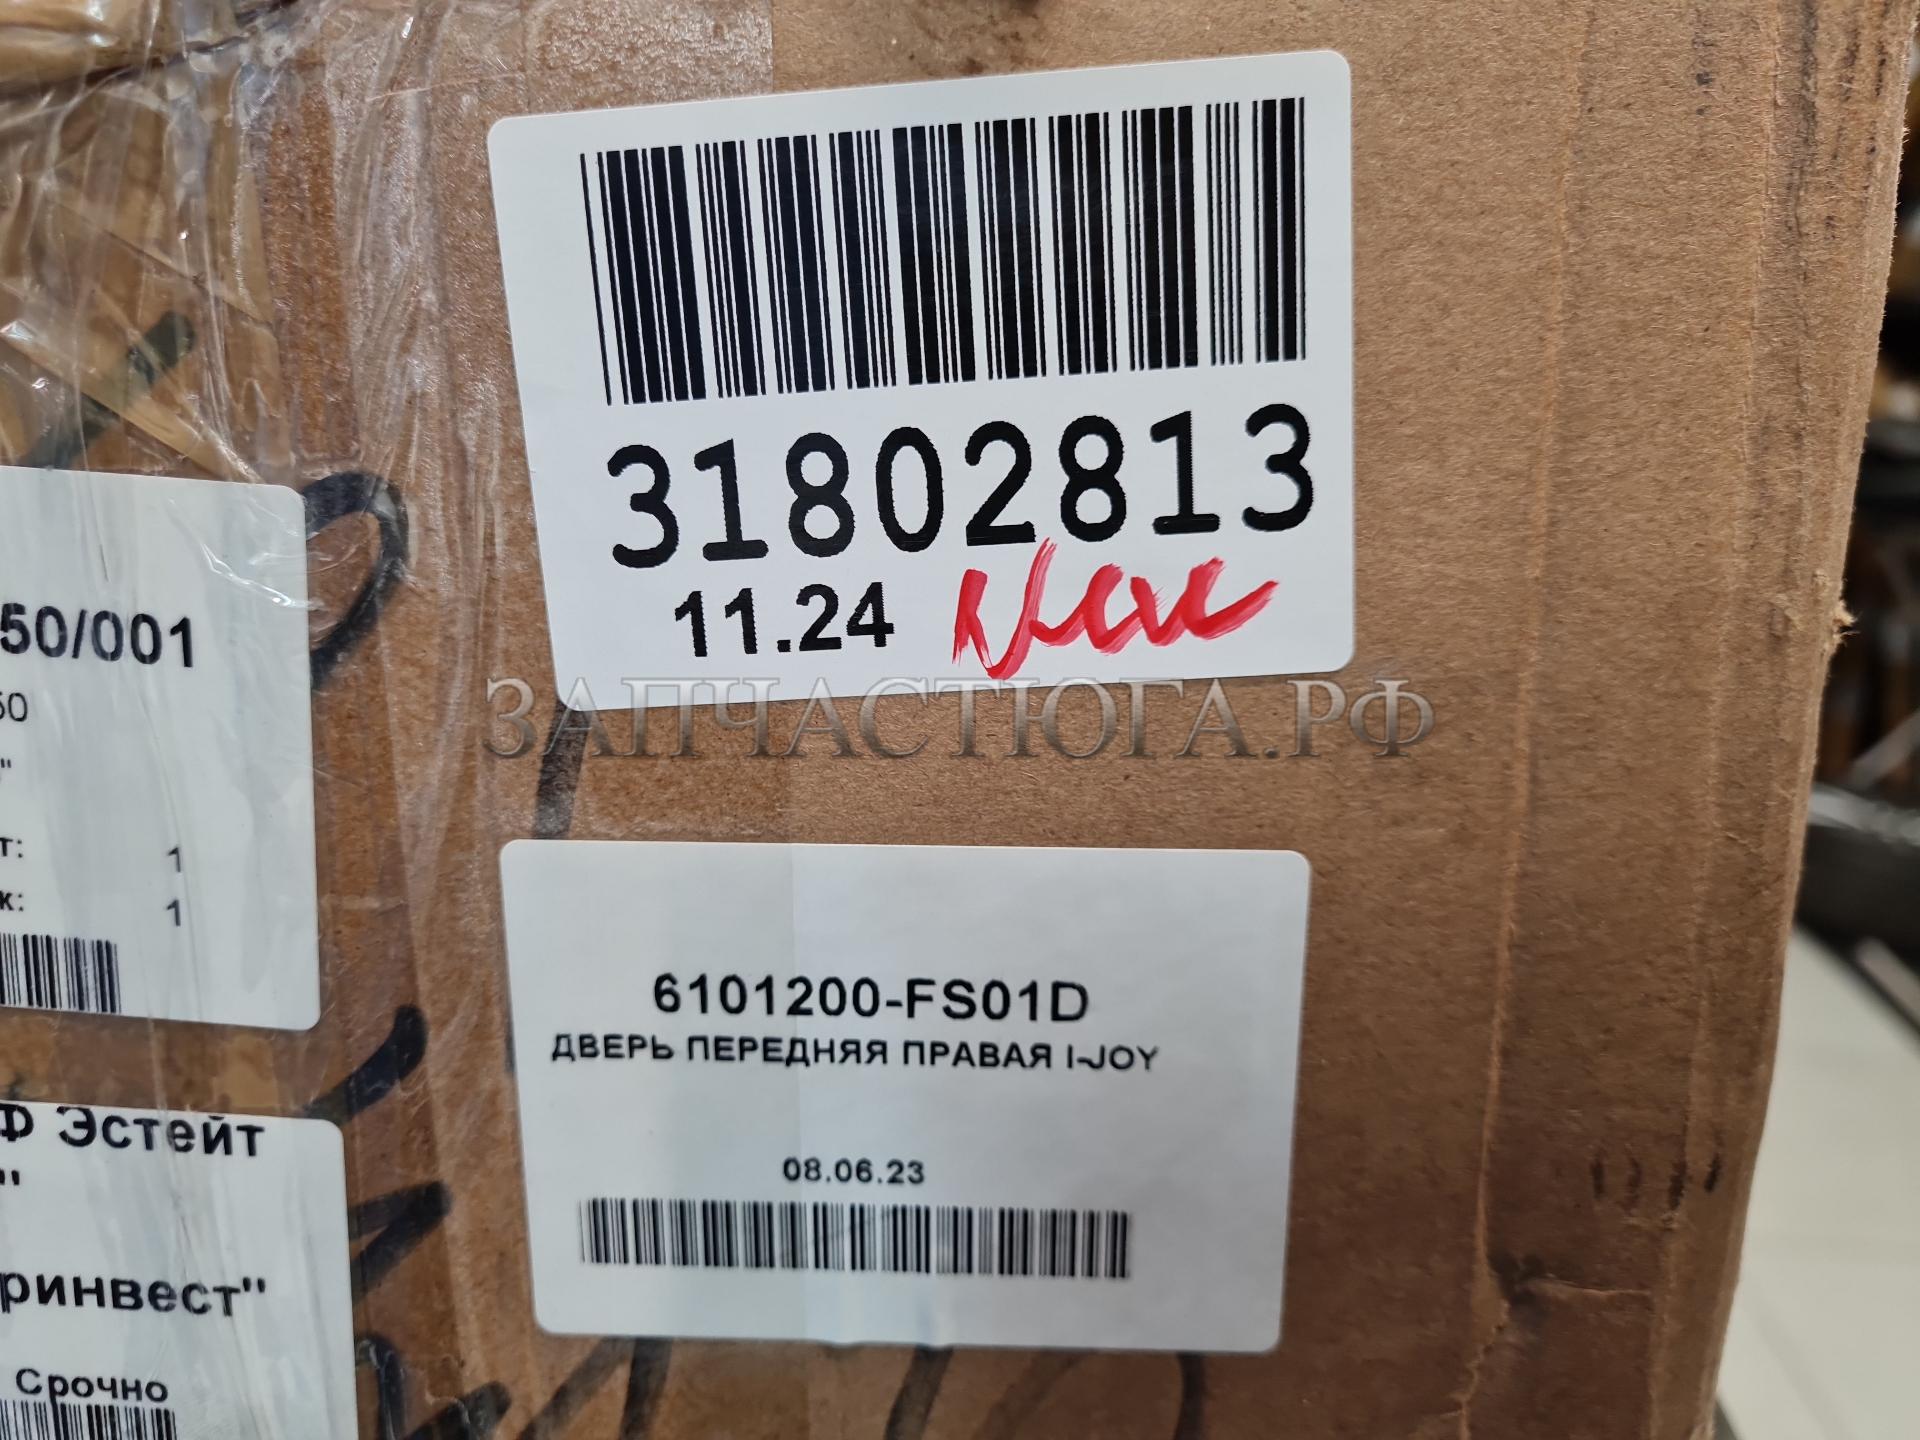 31802813
11.24 New
ЗАПЧАСТЮГА.РФ
50/001
50
"
т: 1
к: 1
6101200-FS01D
ДВЕРЬ ПЕРЕДНЯЯ ПРАВАЯ I-JOY
08.06.23
Ф Эстейт
"
ринвест"
Срочно